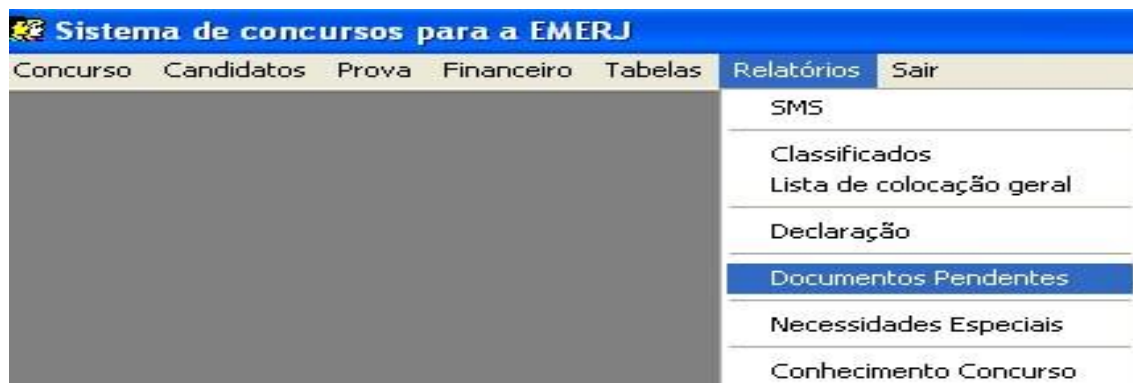 Sistema de concursos para a EMERJ
Concurso Candidatos Prova Financeiro Tabelas Relatórios Sair
SMS
Classificados
Lista de colocação geral
Declaração
Documentos Pendentes
Necessidades Especiais
Conhecimento Concurso